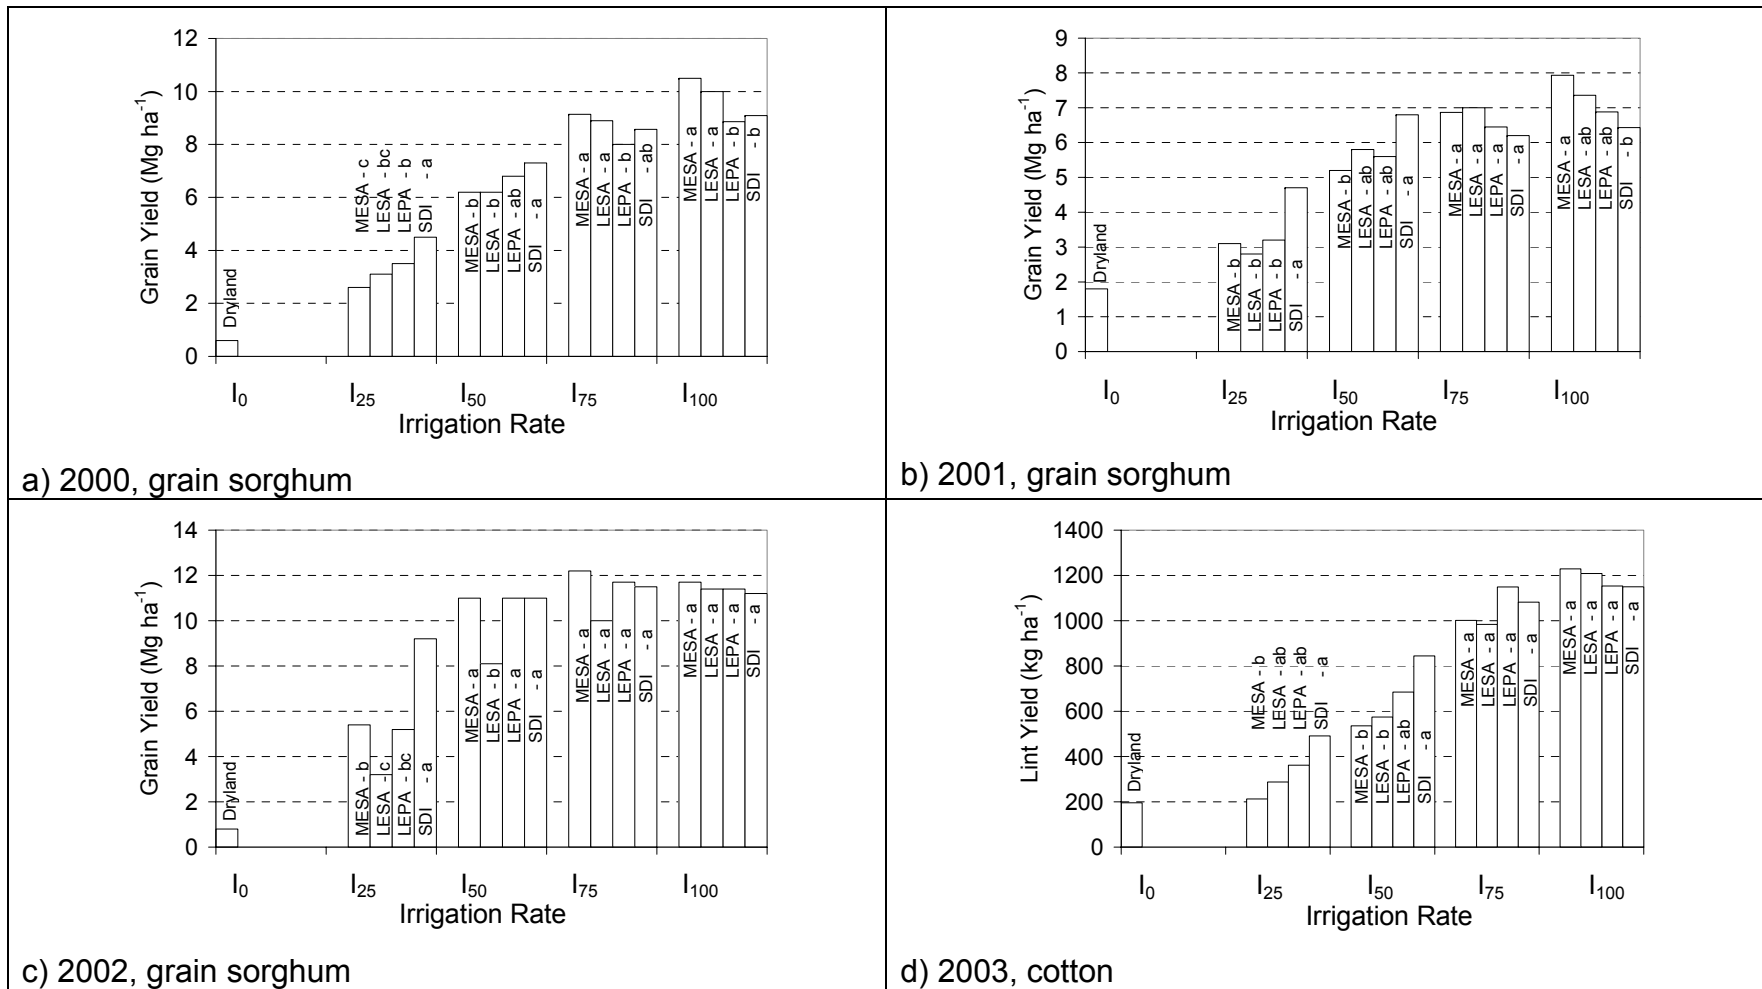 12
10
8
6
4
2
0
Grain Yield (Mg ha-1)
Dryland
MESA - c
LESA - bc
LEPA - b
SDI - a
MESA - b
LESA - b
LEPA - ab
SDI - a
MESA - a
LESA - a
LEPA - b
SDI - ab
MESA - a
LESA - a
LEPA - b
SDI - b
I0 I25 I50 I75 I100
Irrigation Rate
a) 2000, grain sorghum
9
8
7
6
5
4
3
2
1
0
Grain Yield (Mg ha-1)
Dryland
MESA - b
LESA - b
LEPA - b
SDI - a
MESA - b
LESA - ab
LEPA - ab
SDI - a
MESA - a
LESA - a
LEPA - a
SDI - a
MESA - a
LESA - ab
LEPA - ab
SDI - b
I0 I25 I50 I75 I100
Irrigation Rate
b) 2001, grain sorghum
14
12
10
8
6
4
2
0
Grain Yield (Mg ha-1)
Dryland
MESA - b
LESA - c
LEPA - bc
SDI - a
MESA - a
LESA - b
LEPA - a
SDI - a
MESA - a
LESA - a
LEPA - a
SDI - a
MESA - a
LESA - a
LEPA - a
SDI - a
I0 I25 I50 I75 I100
Irrigation Rate
c) 2002, grain sorghum
1400
1200
1000
800
600
400
200
0
Lint Yield (kg ha-1)
Dryland
MESA - b
LESA - ab
LEPA - ab
SDI - a
MESA - b
LESA - b
LEPA - ab
SDI - a
MESA - a
LESA - a
LEPA - a
SDI - a
MESA - a
LESA - a
LEPA - a
SDI - a
I0 I25 I50 I75 I100
Irrigation Rate
d) 2003, cotton